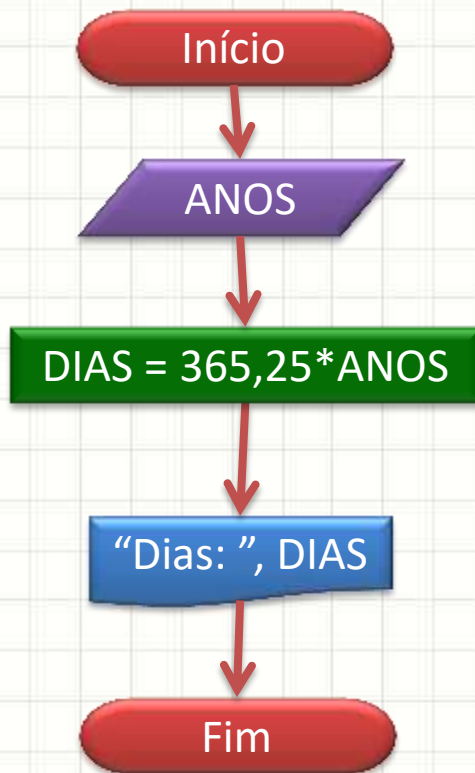 Início
ANOS
DIAS = 365,25*ANOS
“Dias: ”, DIAS
Fim